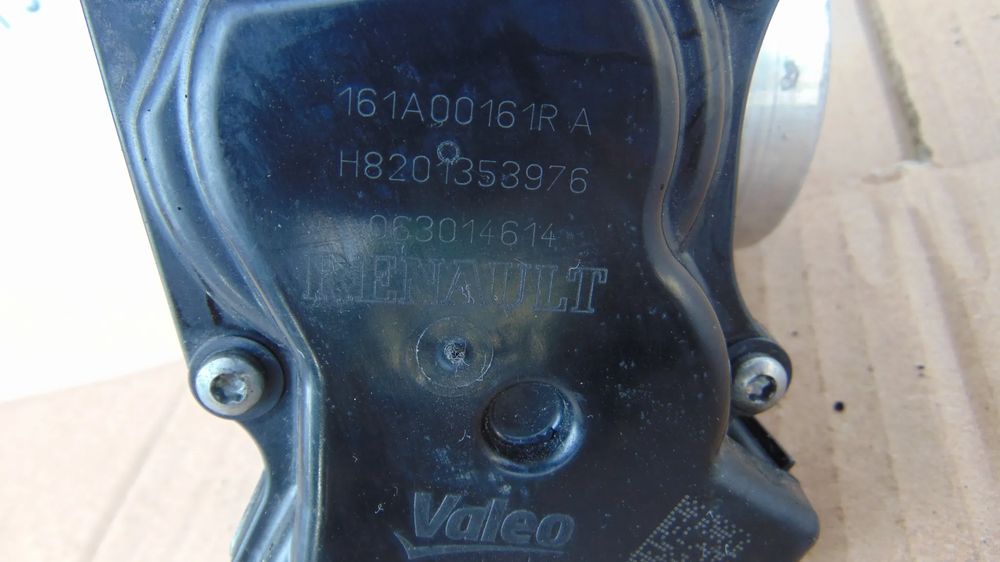 161A00161R A
H8201353976
063014614
RENAULT
Valeo